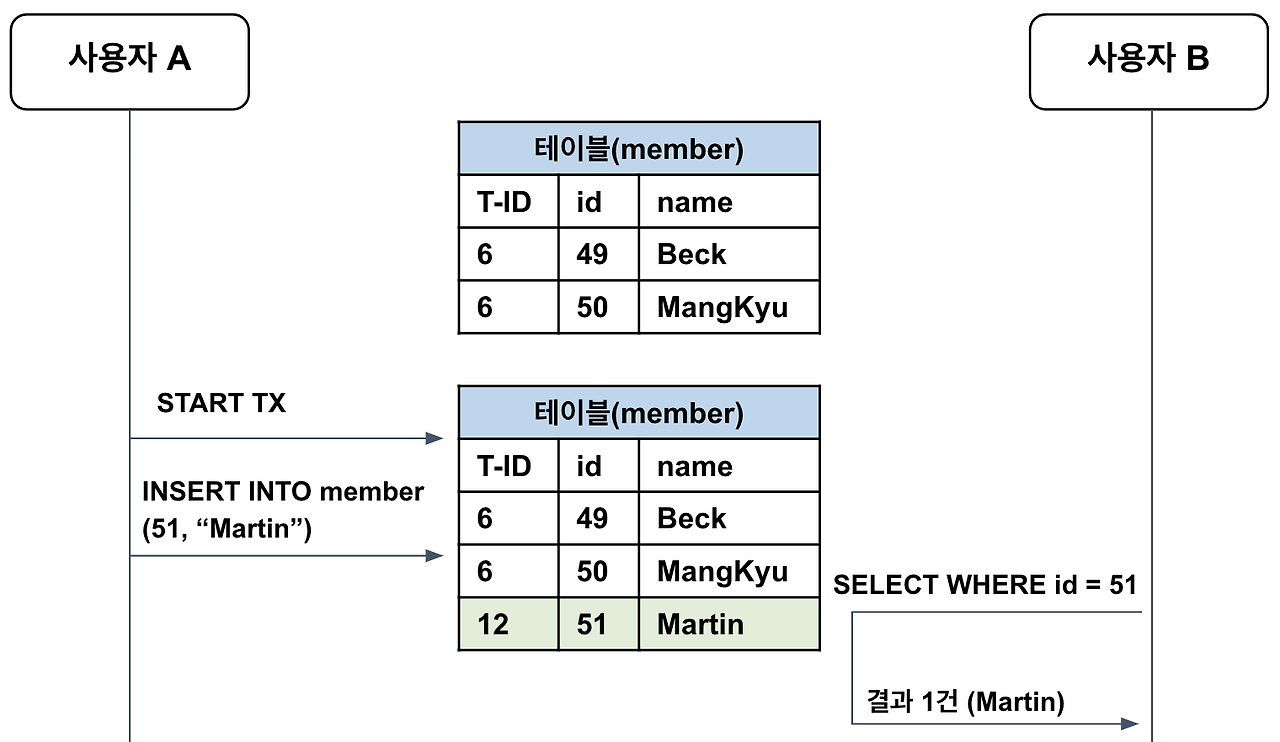 사용자 A
사용자 B
테이블(member)
T-ID id name
6 49 Beck
6 50 MangKyu
START TX
INSERT INTO member
(51, “Martin”)
테이블(member)
T-ID id name
6 49 Beck
6 50 MangKyu
12 51 Martin
SELECT WHERE id = 51
결과 1건 (Martin)